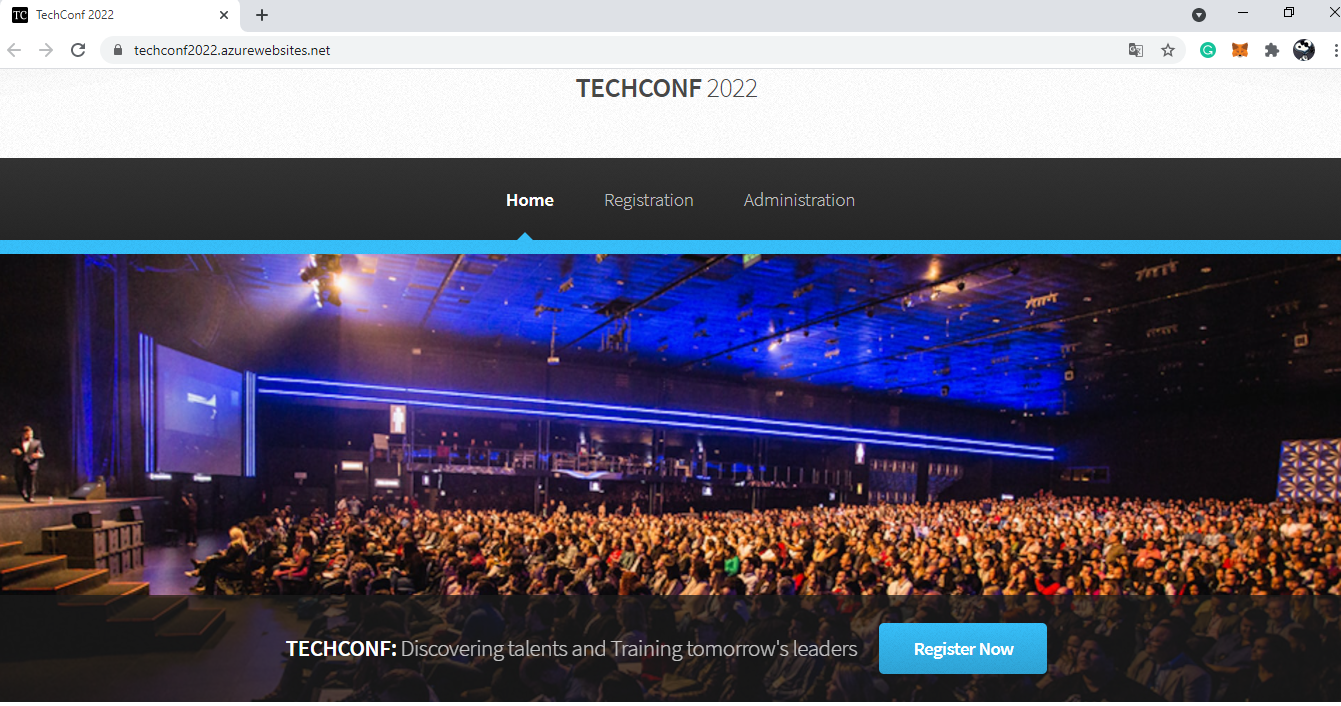 TC TechConf 2022
techconf2022.azurewebsites.net
TECHCONF 2022
Home Registration Administration
TECHCONF: Discovering talents and Training tomorrow's leaders
Register Now